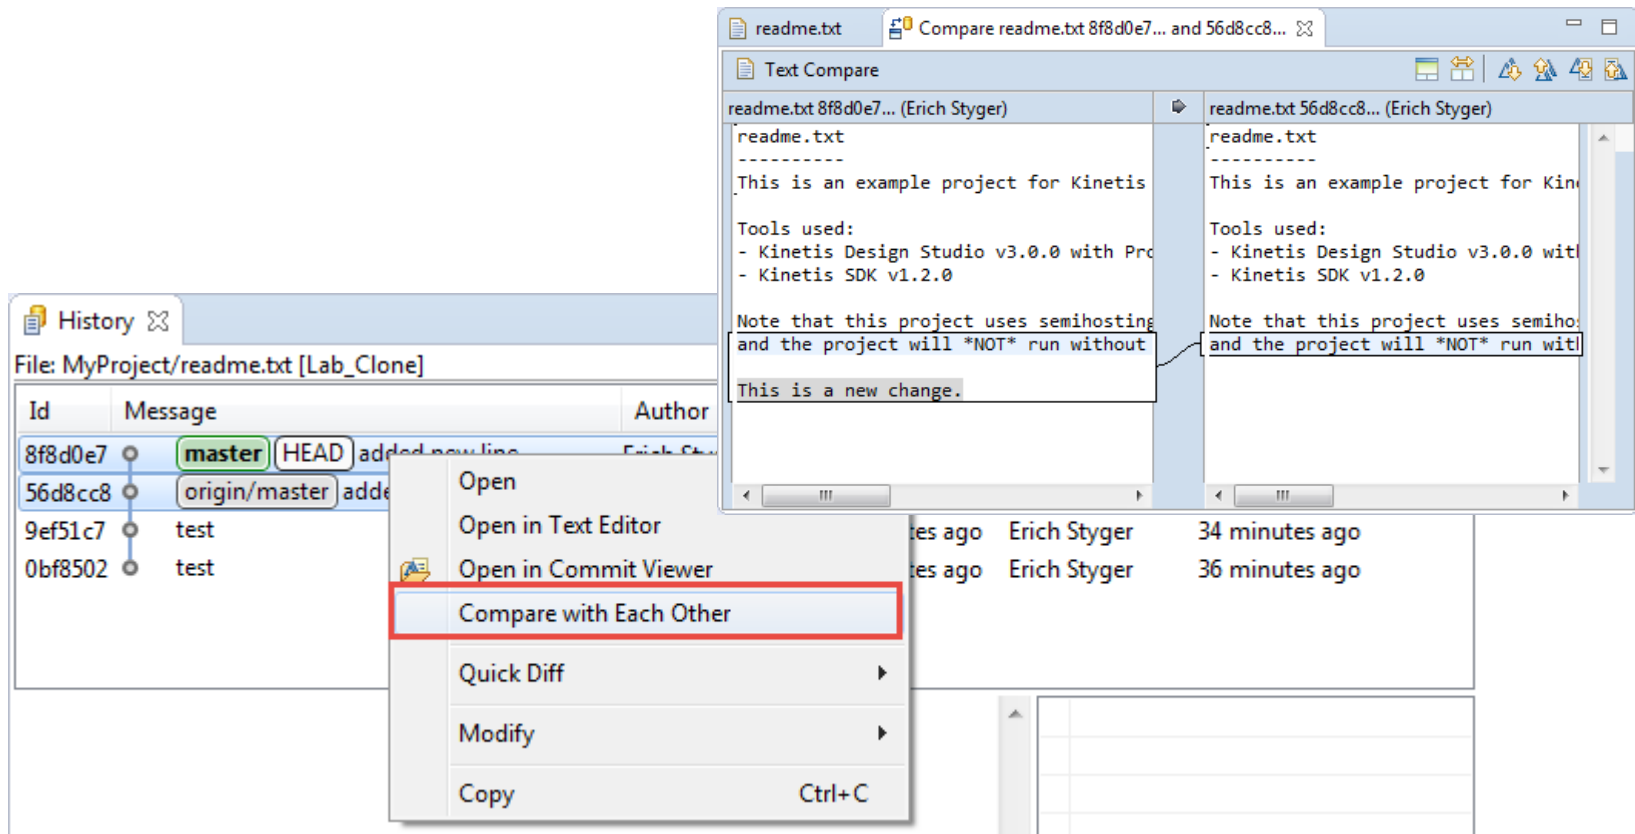 readme.txt
Compare readme.txt 8f8d0e7... and 56d8cc8...
Text Compare
readme.txt 8f8d0e7... (Erich Styger)
readme.txt
----------
This is an example project for Kinetis
Tools used:
- Kinetis Design Studio v3.0.0 with
- Kinetis SDK v1.2.0
Note that this project uses semihosting
and the project will *NOT* run without
This is a new change.
readme.txt 56d8cc8... (Erich Styger)
readme.txt
----------
This is an example project for
Tools used:
- Kinetis Design Studio v3.0.0
- Kinetis SDK v1.2.0
Note that this project uses
and the project will *NOT* run
History
File: MyProject/readme.txt [Lab_Clone]
Id Message Author
8f8d0e7 master HEAD added new line
56d8cc8 origin/master
9ef51c7 test ago Erich Styger 34 minutes ago
0bf8502 test ago Erich Styger 36 minutes ago
Open
Open in Text Editor
Open in Commit Viewer
Compare with Each Other
Quick Diff
Modify
Copy Ctrl+C